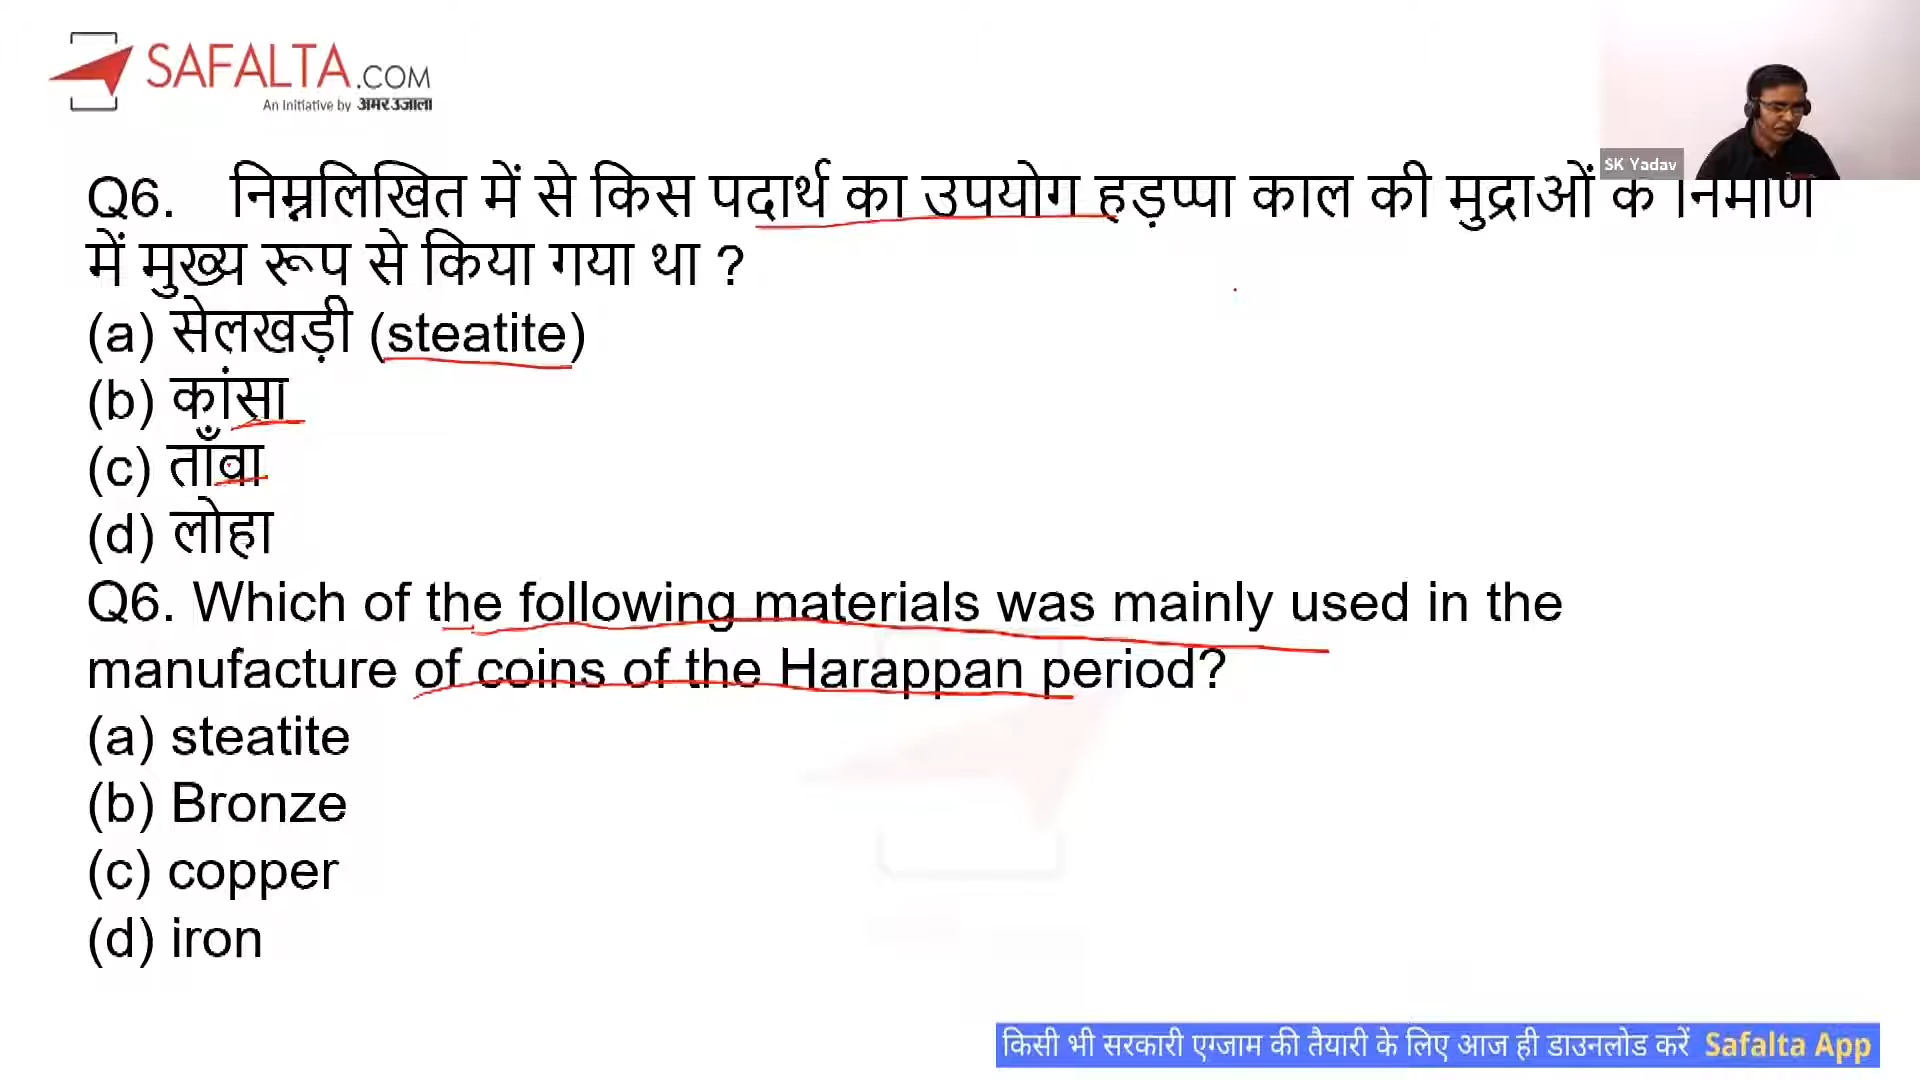 SAFALTA.COM
An Initiative by अमर उजाला
SK Yadav
Q6. निम्नलिखित में से किस पदार्थ का उपयोग हड़प्पा काल की मुद्राओं के निर्माण
में मुख्य रूप से किया गया था ?
(a) सेलखड़ी (steatite)
(b) कांसा
(c) ताँवा
(d) लोहा
Q6. Which of the following materials was mainly used in the
manufacture of coins of the Harappan period?
(a) steatite
(b) Bronze
(c) copper
(d) iron
किसी भी सरकारी एग्जाम की तैयारी के लिए आज ही डाउनलोड करें Safalta App